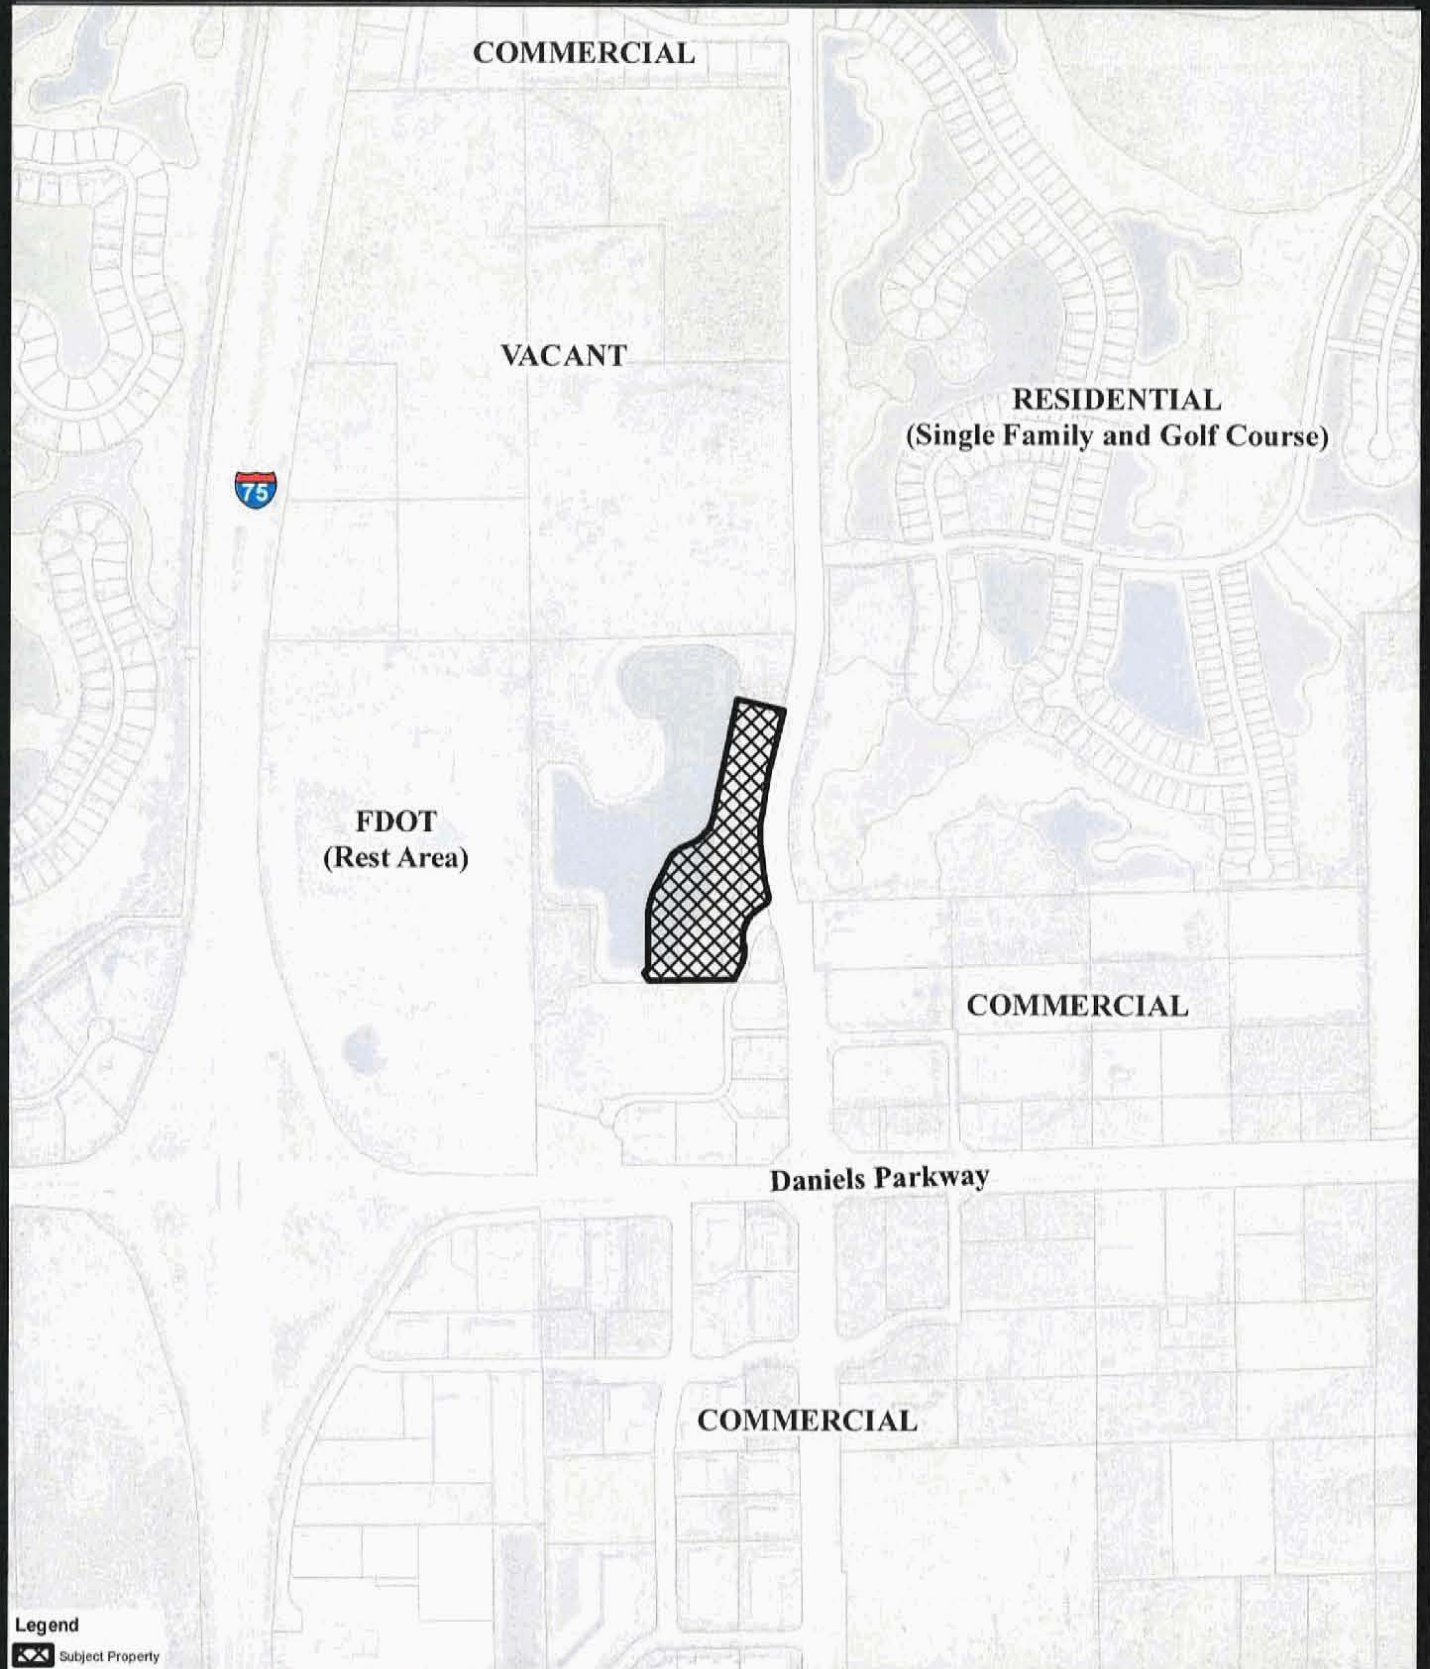 COMMERCIAL
VACANT
RESIDENTIAL
(Single Family and Golf Course)
75
FDOT
(Rest Area)
COMMERCIAL
Daniels Parkway
COMMERCIAL
Legend
Subject Property